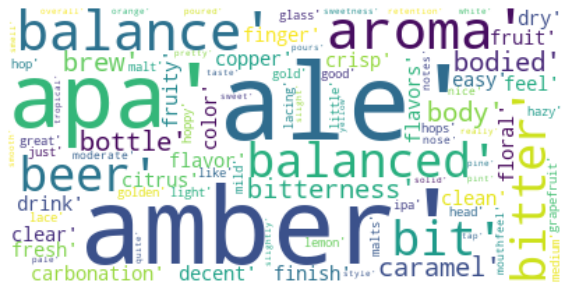 overall' orange' poured' glass' sweetness' retention' white'
balance' finger' aroma' dry' fruit'
smell' hop' brew' malt' pretty' copper' pours' crisp' bodied'
apa' ale' easy' feel'
tropical' fruity' hoppy' color' gold' good' taste' lacing' little' yellow' flavors' notes' nice' hazy'
great' just' bottle' sweet' slight' body' hops' nose' really'
smooth' moderate' flavor' balanced' floral' bitter'
beer' citrus' like' mild' bitterness' solid' pine' pint' grapefruit'
drink' golden' light' ipa' clean'
lace' amber' head' bit' medium'
clear' fresh' quite' slightly' lemon' malts' style' tap' mouthfeel'
pale' carbonation' decent' finish' caramel'